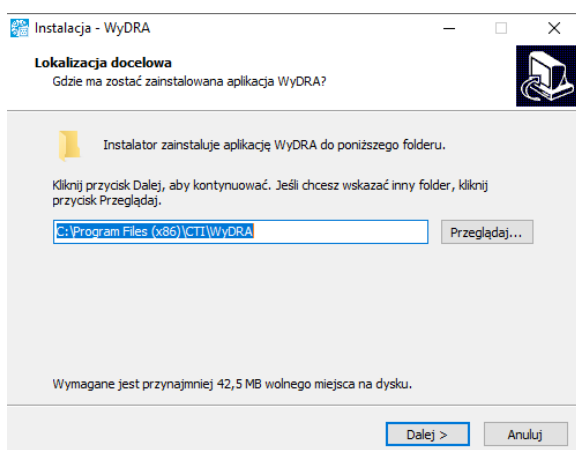 Instalacja - WyDRA
Lokalizacja docelowa
Gdzie ma zostać zainstalowana aplikacja WyDRA?
Instalator zainstaluje aplikację WyDRA do poniższego folderu.
Kliknij przycisk Dalej, aby kontynuować. Jeśli chcesz wskazać inny folder, kliknij
przycisk Przeglądaj.
C:\Program Files (x86)\CTI\WyDRA
Przeglądaj...
Wymagane jest przynajmniej 42,5 MB wolnego miejsca na dysku.
Dalej >
Anuluj